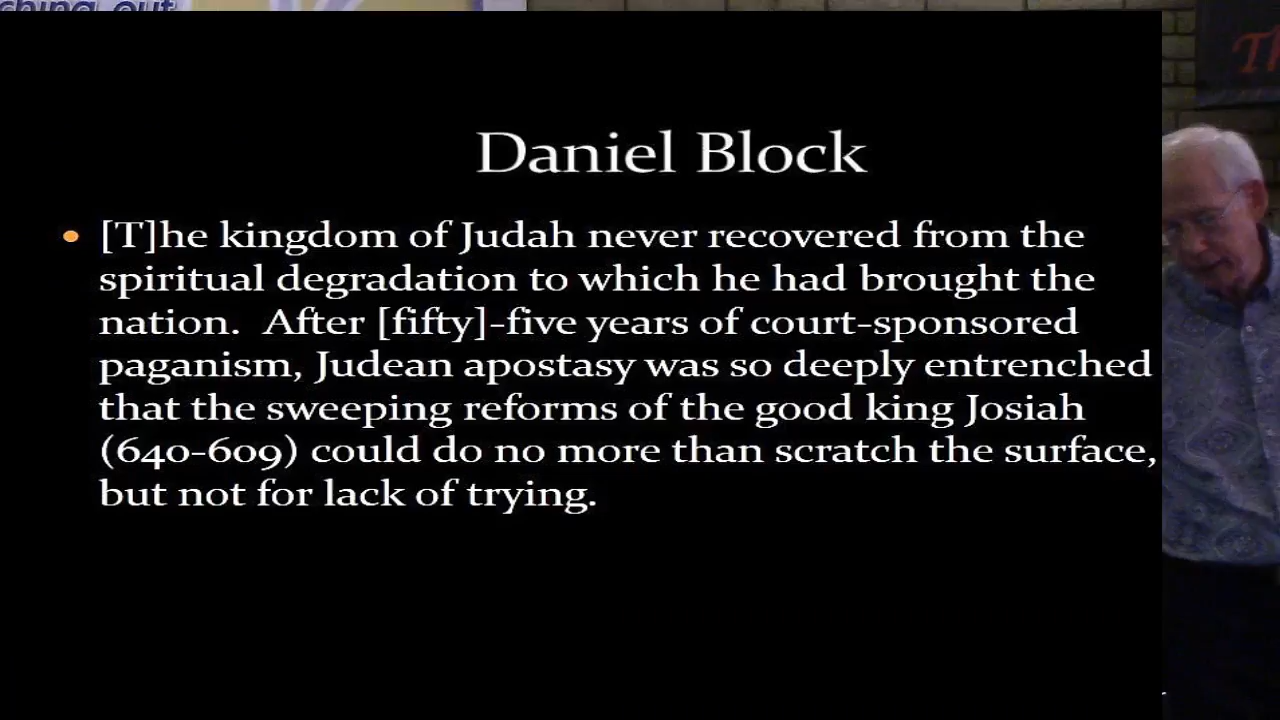 ching out
Daniel Block
• [T]he kingdom of Judah never recovered from the
spiritual degradation to which he had brought the
nation.  After [fifty]-five years of court-sponsored
paganism, Judean apostasy was so deeply entrenched
that the sweeping reforms of the good king Josiah
(640-609) could do no more than scratch the surface,
but not for lack of trying.